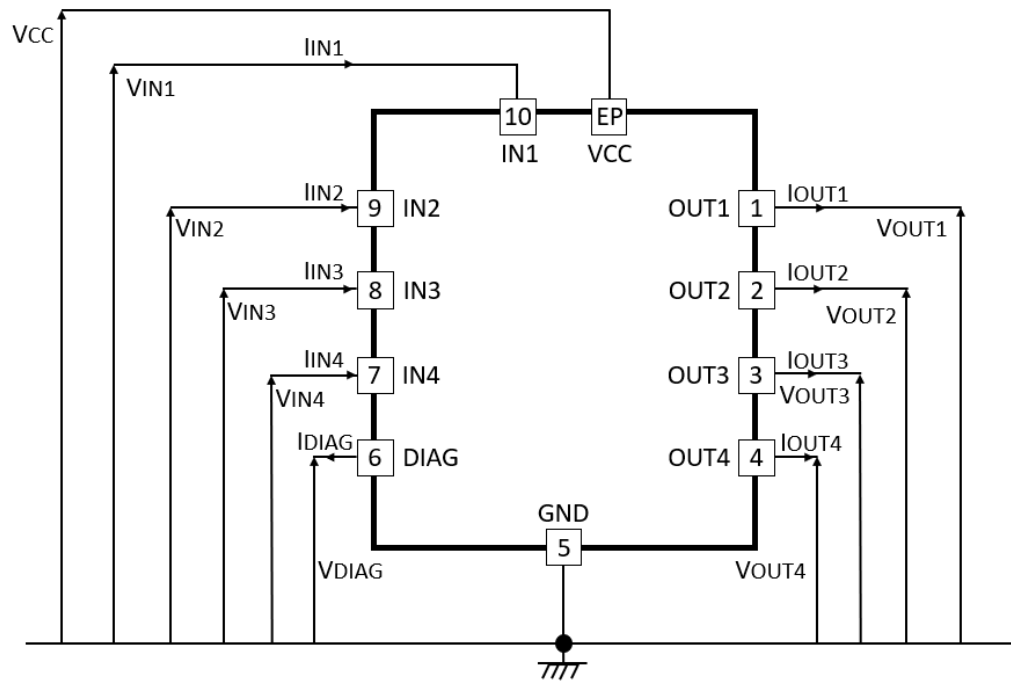 VCC
IIN1
VIN1
10 EP
IN1 VCC
IIN2
9 IN2
OUT1 1
IOUT1
VIN2
VOUT1
IIN3
8 IN3
OUT2 2
IOUT2
VIN3
VOUT2
IIN4
7 IN4
OUT3 3
IOUT3
VIN4
VOUT3
IDIAG
6 DIAG
OUT4 4
IOUT4
GND
5
VDIAG
VOUT4